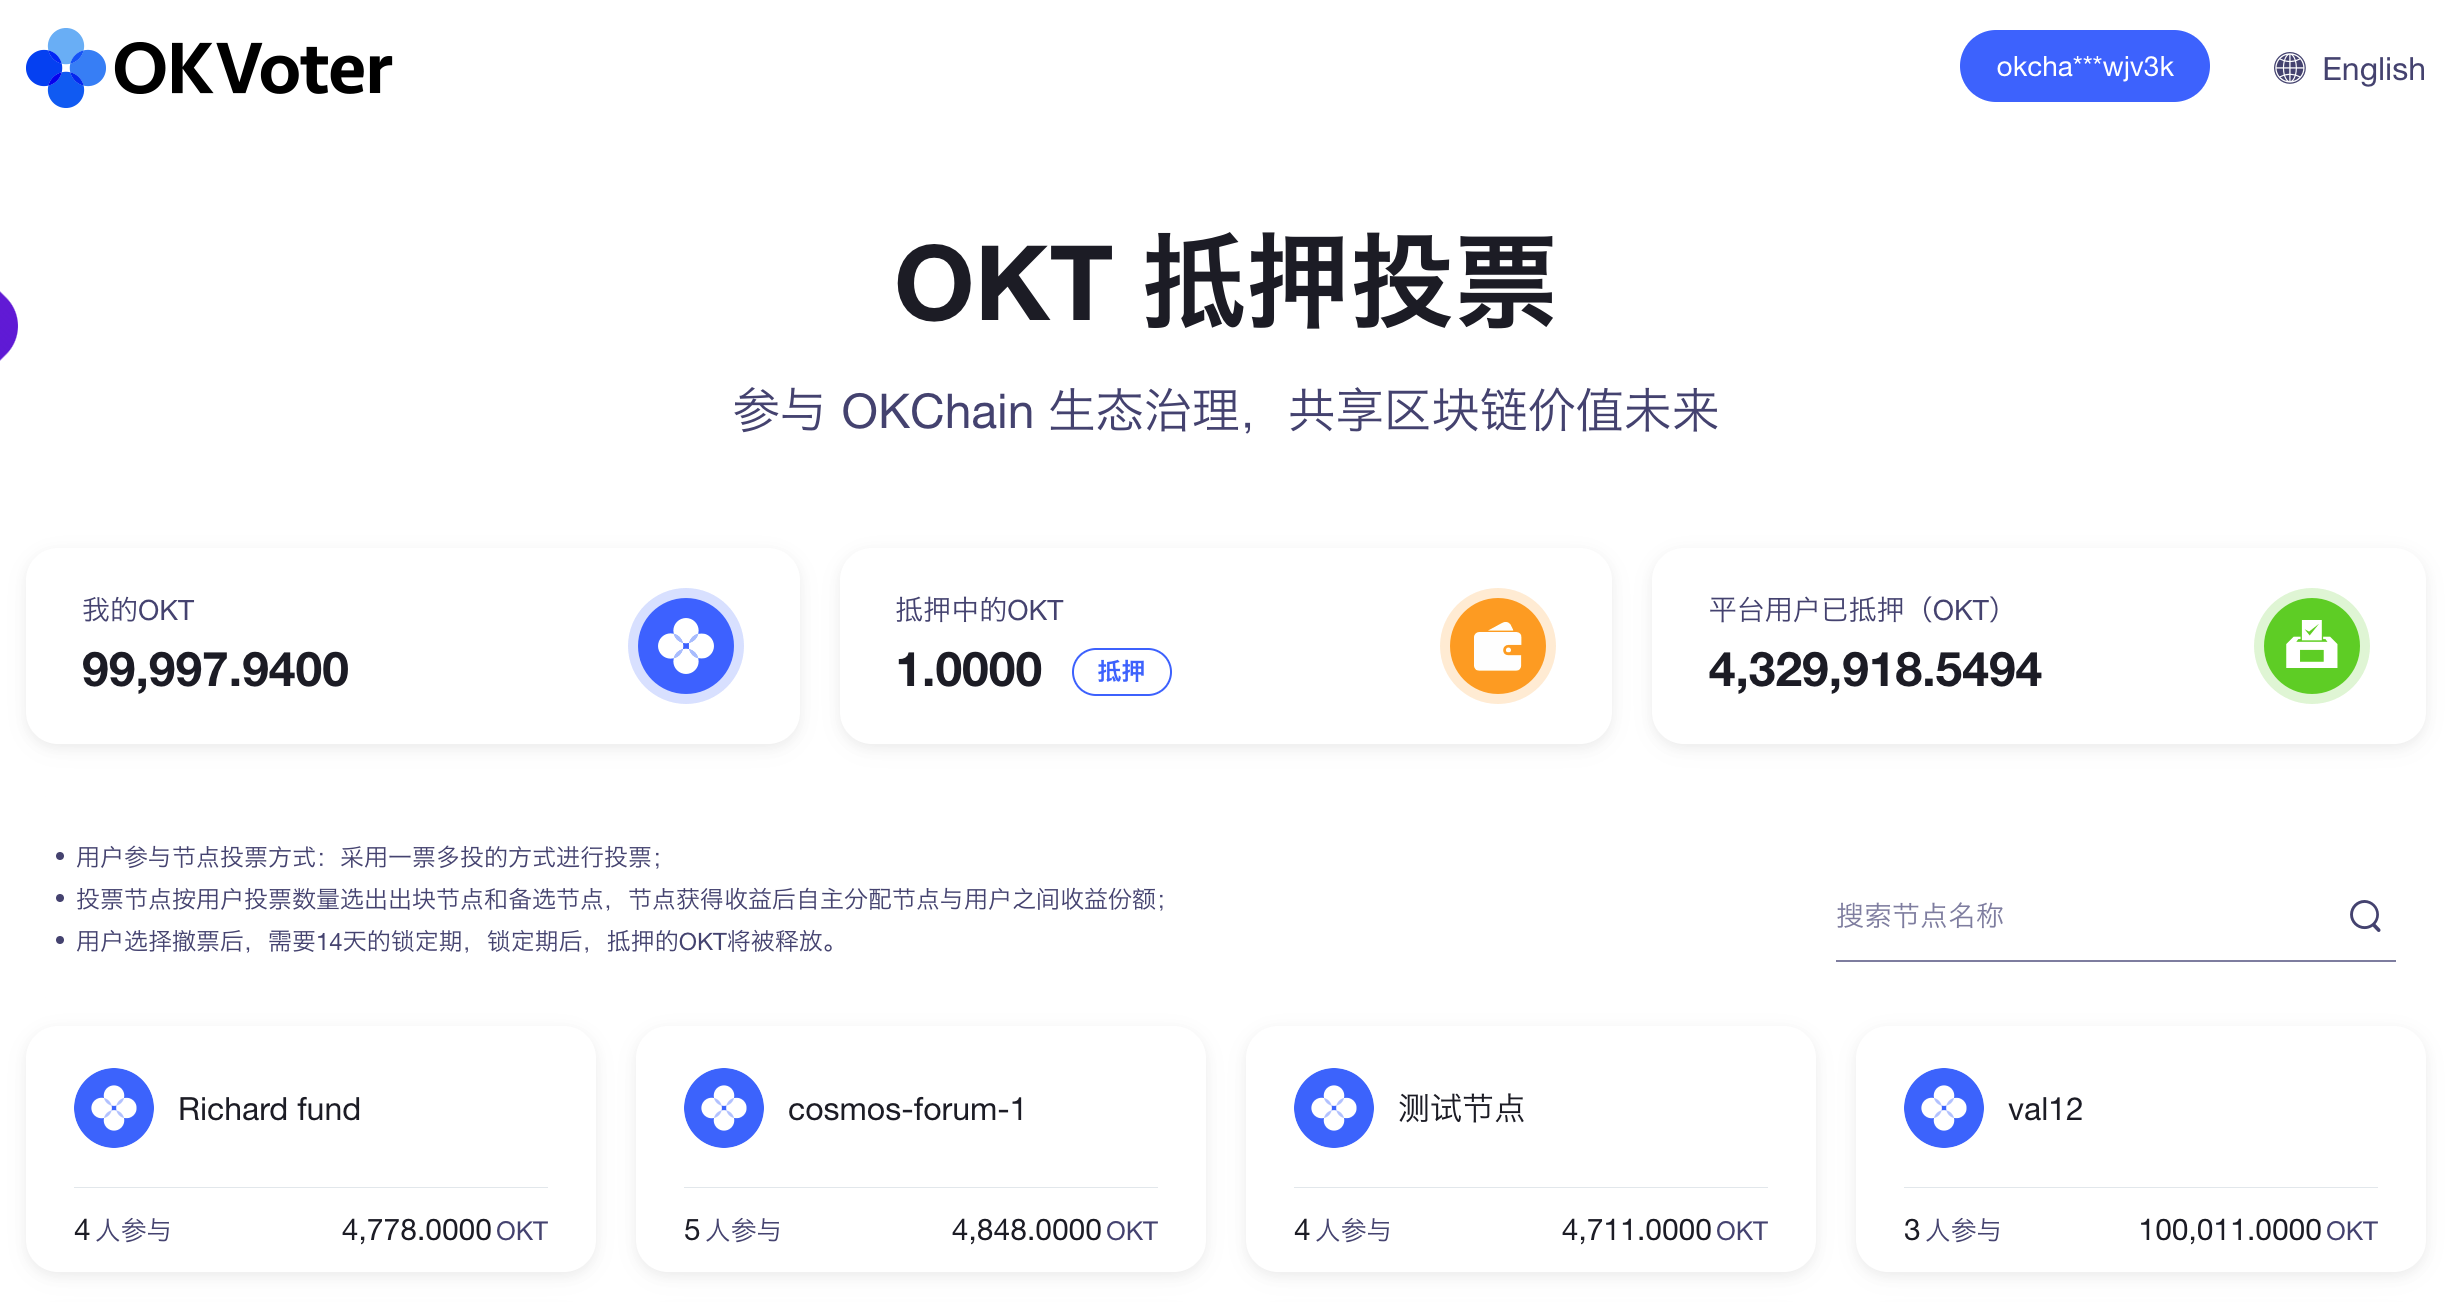 OKVoter
okcha***wjv3k
English
OKT 抵押投票
参与 OKChain 生态治理，共享区块链价值未来
我的OKT
99,997.9400
抵押中的OKT
1.0000 抵押
平台用户已抵押（OKT）
4,329,918.5494
用户参与节点投票方式：采用一票多投的方式进行投票；
投票节点按用户投票数量选出出块节点和备选节点，节点获得收益后自主分配节点与用户之间收益份额；
用户选择撤票后，需要14天的锁定期，锁定期后，抵押的OKT将被释放。
搜索节点名称
Richard fund
4 人参与 4,778.0000 OKT
cosmos-forum-1
5 人参与 4,848.0000 OKT
测试节点
4 人参与 4,711.0000 OKT
val12
3 人参与 100,011.0000 OKT